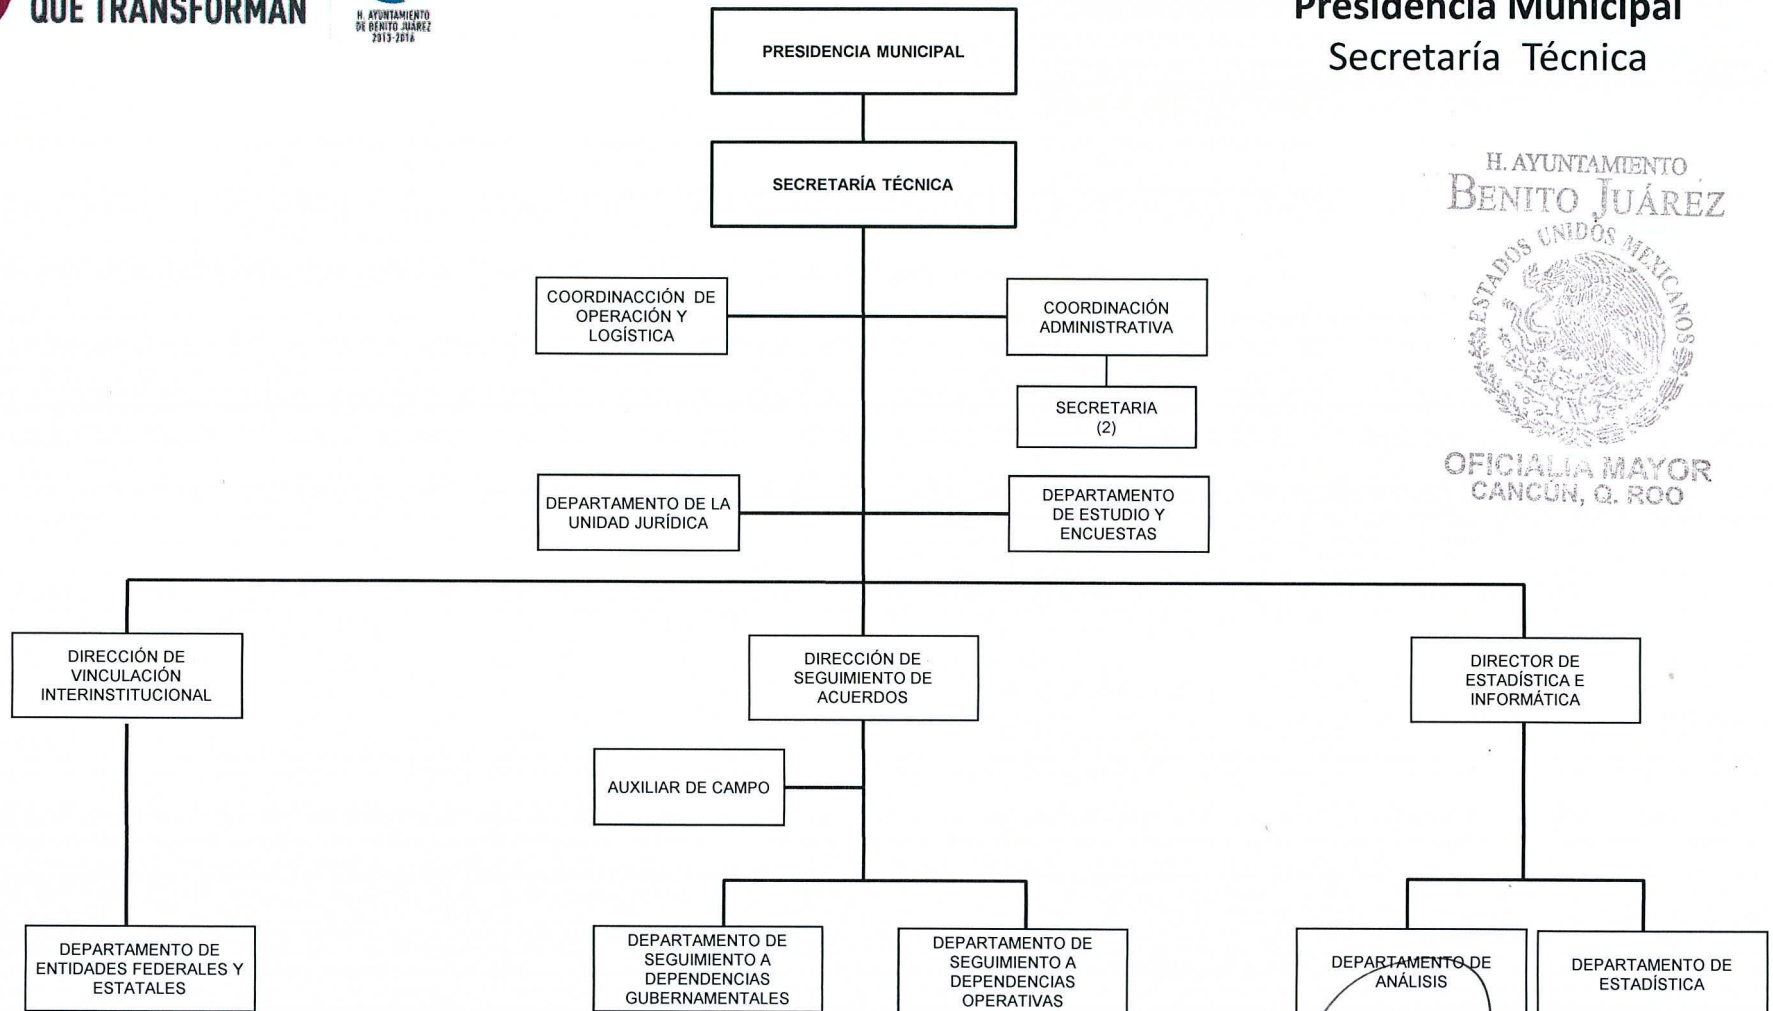 QUE TRANSFORMAN
H. AYUNTAMIENTO
DE BENITO JUÁREZ
2013-2016
Presidencia Municipal
Secretaría Técnica
PRESIDENCIA MUNICIPAL
SECRETARÍA TÉCNICA
H. AYUNTAMIENTO
BENITO JUÁREZ
ESTADOS UNIDOS MEXICANOS
OFICIALIA MAYOR
CANCÚN, Q. ROO
COORDINACCIÓN DE
OPERACIÓN Y
LOGÍSTICA
COORDINACIÓN
ADMINISTRATIVA
SECRETARIA
(2)
DEPARTAMENTO DE LA
UNIDAD JURÍDICA
DEPARTAMENTO
DE ESTUDIO Y
ENCUESTAS
DIRECCIÓN DE
VINCULACIÓN
INTERINSTITUCIONAL
DIRECCIÓN DE
SEGUIMIENTO DE
ACUERDOS
DIRECTOR DE
ESTADÍSTICA E
INFORMÁTICA
AUXILIAR DE CAMPO
DEPARTAMENTO DE
ENTIDADES FEDERALES Y
ESTATALES
DEPARTAMENTO DE
SEGUIMIENTO A
DEPENDENCIAS
GUBERNAMENTALES
DEPARTAMENTO DE
SEGUIMIENTO A
DEPENDENCIAS
OPERATIVAS
DEPARTAMENTO DE
ANÁLISIS
DEPARTAMENTO DE
ESTADÍSTICA